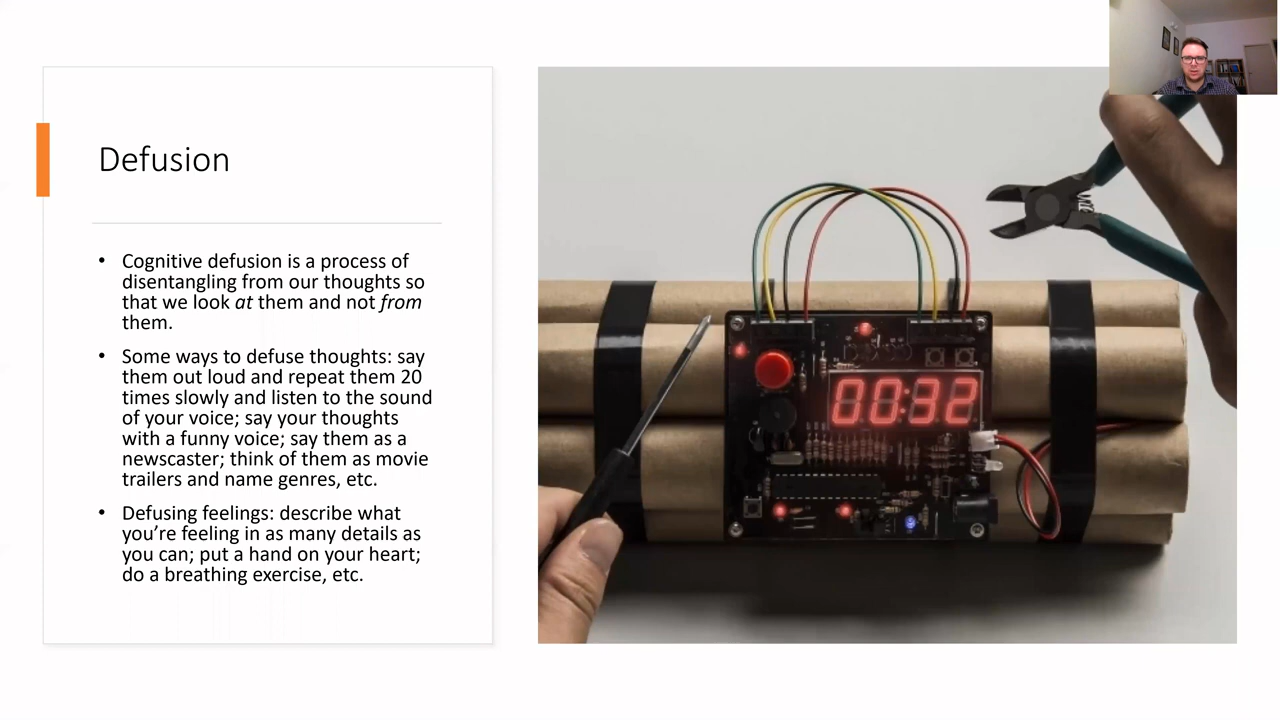 Defusion
• Cognitive defusion is a process of
disentangling from our thoughts so
that we look at them and not from
them.
• Some ways to defuse thoughts: say
them out loud and repeat them 20
times slowly and listen to the sound
of your voice; say your thoughts
with a funny voice; say them as a
newscaster; think of them as movie
trailers and name genres, etc.
• Defusing feelings: describe what
you’re feeling in as many details as
you can; put a hand on your heart;
do a breathing exercise, etc.
00:32